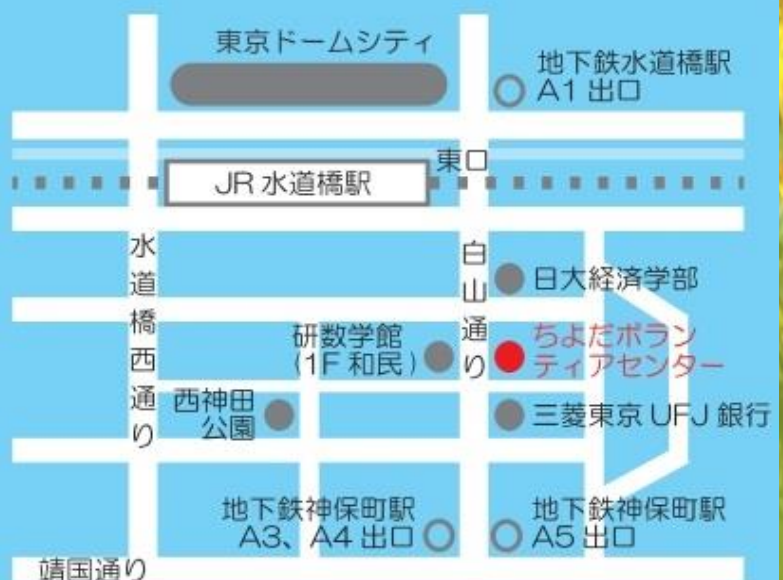 東京ドームシティ
地下鉄水道橋駅
A1 出口
東口
JR 水道橋駅
水道橋西通り
白山通り
日大経済学部
研数学館
(1F 和民)
ちよだボラン
ティアセンター
西神田
公園
三菱東京 UFJ 銀行
地下鉄神保町駅
A3、A4 出口
地下鉄神保町駅
A5 出口
靖国通り